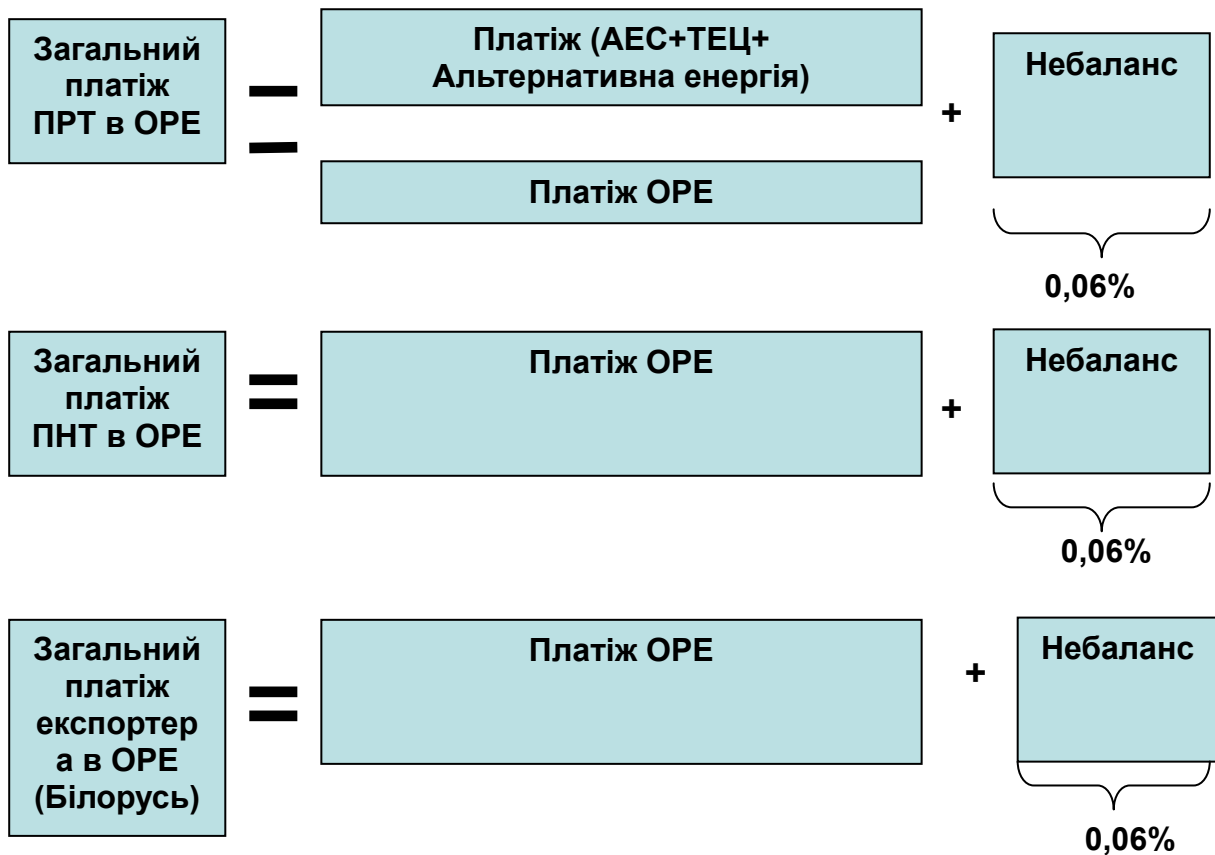 Загальний
платіж
ПРТ в ОРЕ
Платіж (АЕС+ТЕЦ+
Альтернативна енергія)
Платіж ОРЕ
+
Небаланс
0,06%
Загальний
платіж
ПНТ в ОРЕ
=
Платіж ОРЕ
+
Небаланс
0,06%
Загальний
платіж
експортер
а в ОРЕ
(Білорусь)
=
Платіж ОРЕ
+
Небаланс
0,06%